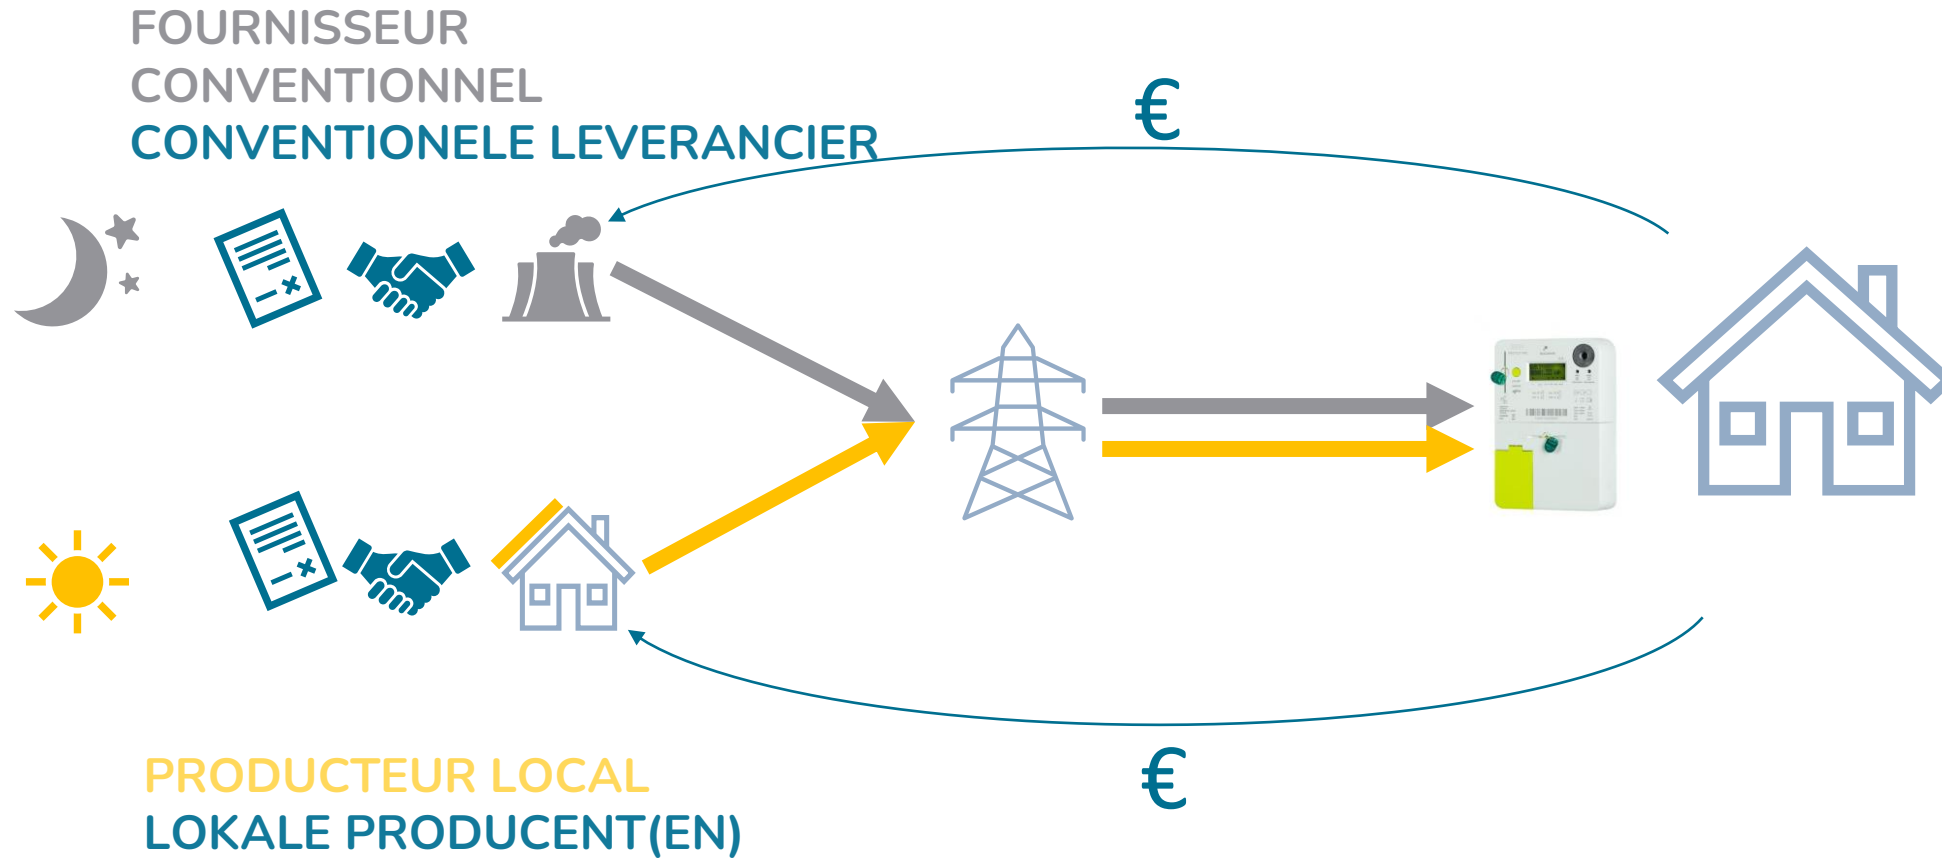 FOURNISSEUR
CONVENTIONNEL
CONVENTIONELE LEVERANCIER
€
€
PRODUCTEUR LOCAL
LOKALE PRODUCENT(EN)